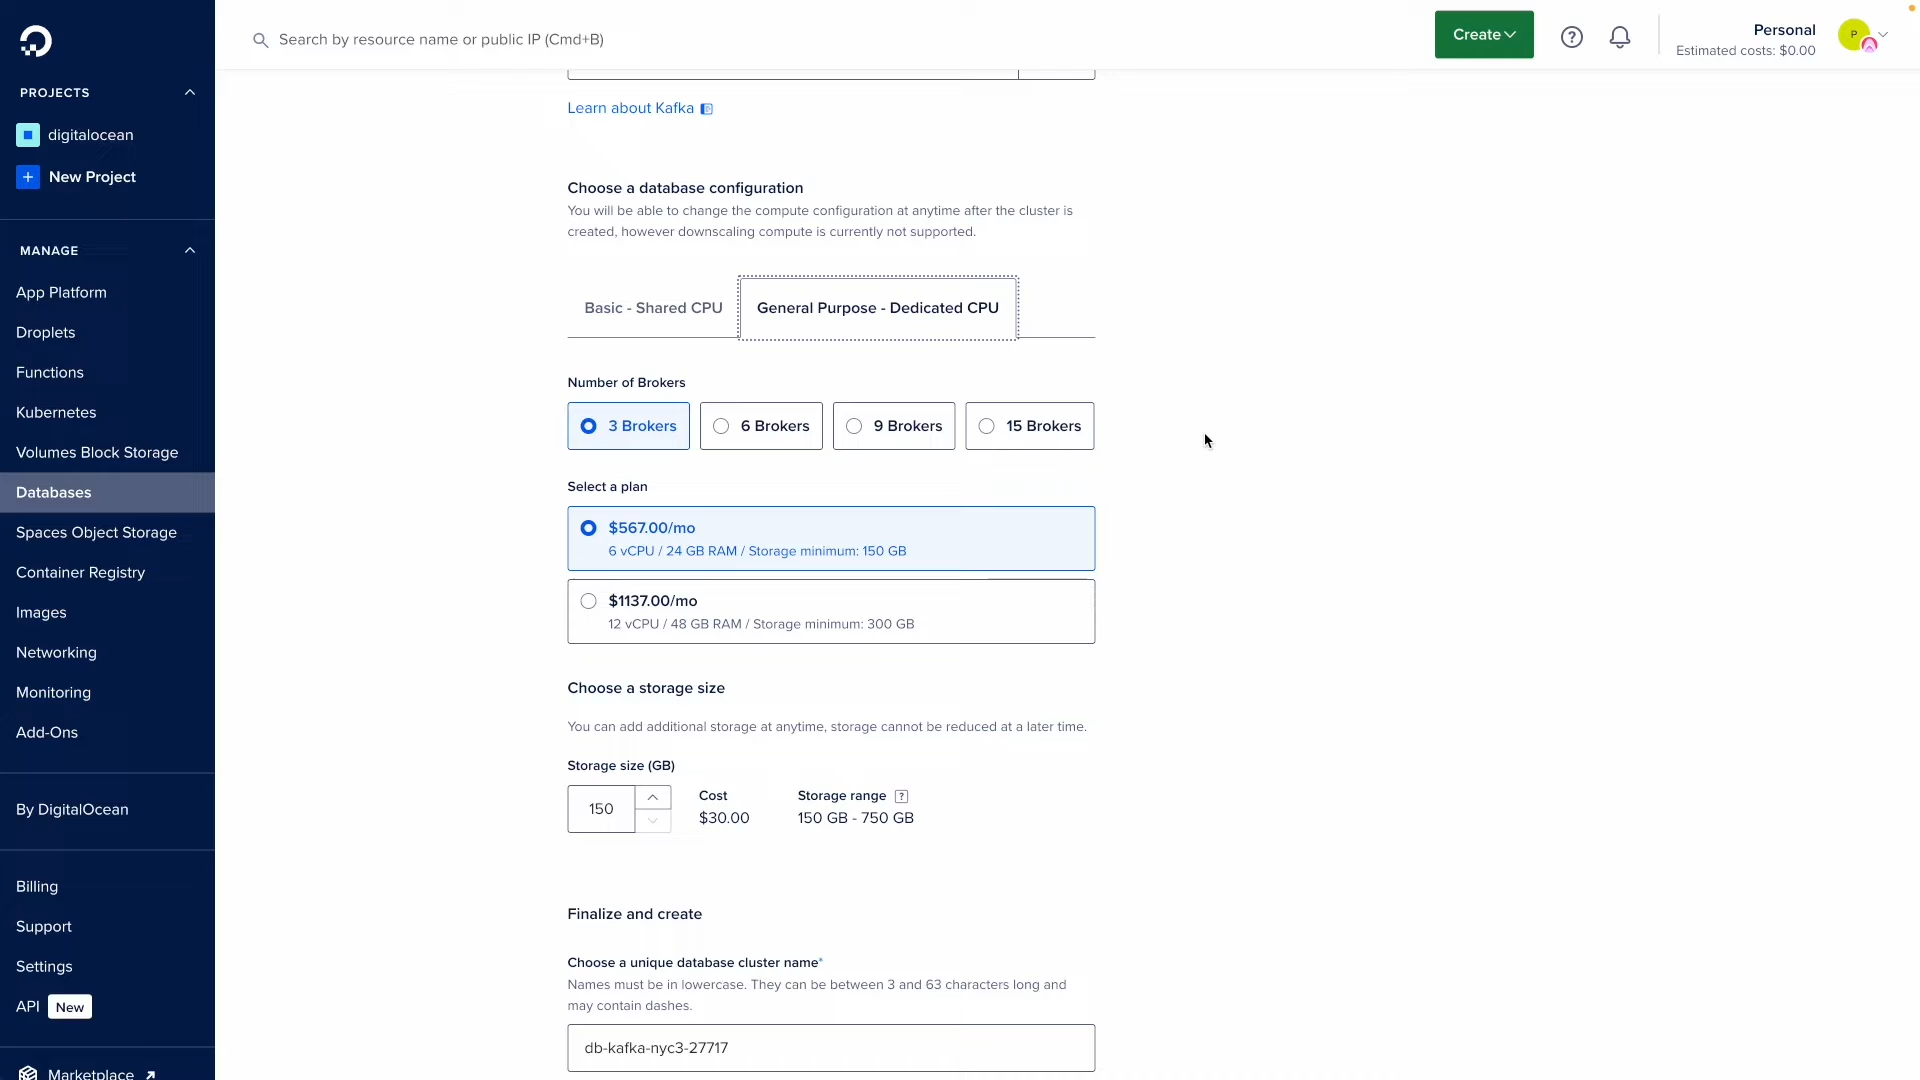 Search by resource name or public IP (Cmd+B)
Create
Personal
Estimated costs: $0.00
P
PROJECTS
digitalocean
New Project
MANAGE
App Platform
Droplets
Functions
Kubernetes
Volumes Block Storage
Databases
Spaces Object Storage
Container Registry
Images
Networking
Monitoring
Add-Ons
By DigitalOcean
Billing
Support
Settings
API New
Marketplace
Learn about Kafka
Choose a database configuration
You will be able to change the compute configuration at anytime after the cluster is
created, however downscaling compute is currently not supported.
Basic - Shared CPU
General Purpose - Dedicated CPU
Number of Brokers
3 Brokers
6 Brokers
9 Brokers
15 Brokers
Select a plan
$567.00/mo
6 vCPU / 24 GB RAM / Storage minimum: 150 GB
$1137.00/mo
12 vCPU / 48 GB RAM / Storage minimum: 300 GB
Choose a storage size
You can add additional storage at anytime, storage cannot be reduced at a later time.
Storage size (GB)
150
Cost
$30.00
Storage range ?
150 GB - 750 GB
Finalize and create
Choose a unique database cluster name*
Names must be in lowercase. They can be between 3 and 63 characters long and
may contain dashes.
db-kafka-nyc3-27717